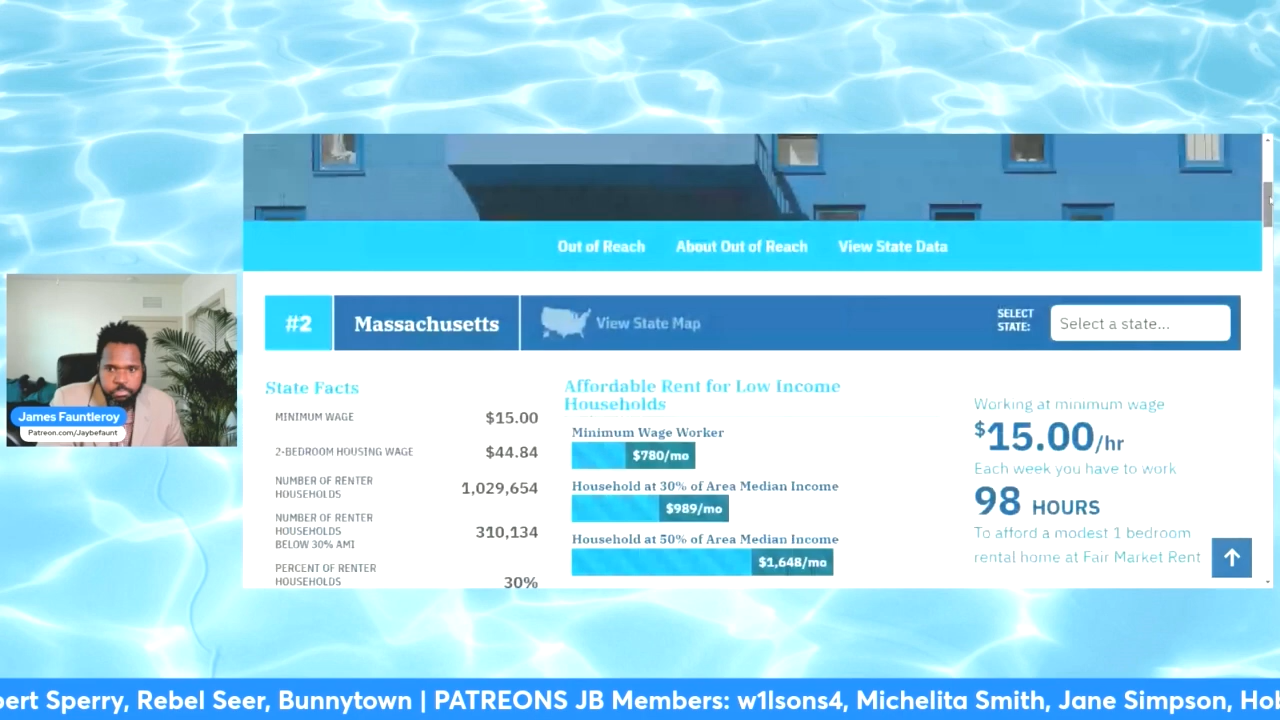 Out of Reach About Out of Reach View State Data
#2 Massachusetts View State Map SELECT STATE: Select a state...
State Facts
MINIMUM WAGE $15.00
2-BEDROOM HOUSING WAGE $44.84
NUMBER OF RENTER
HOUSEHOLDS 1,029,654
NUMBER OF RENTER
HOUSEHOLDS
BELOW 30% AMI 310,134
PERCENT OF RENTER
HOUSEHOLDS 30%
Affordable Rent for Low Income
Households
Minimum Wage Worker
$780/mo
Household at 30% of Area Median Income
$989/mo
Household at 50% of Area Median Income
$1,648/mo
Working at minimum wage
$15.00/hr
Each week you have to work
98 HOURS
To afford a modest 1 bedroom
rental home at Fair Market Rent
James Fauntleroy
Patreon.com/Jaybefaunt
bert Sperry, Rebel Seer, Bunnytown | PATREONS JB Members: w1lsons4, Michelita Smith, Jane Simpson, Hol